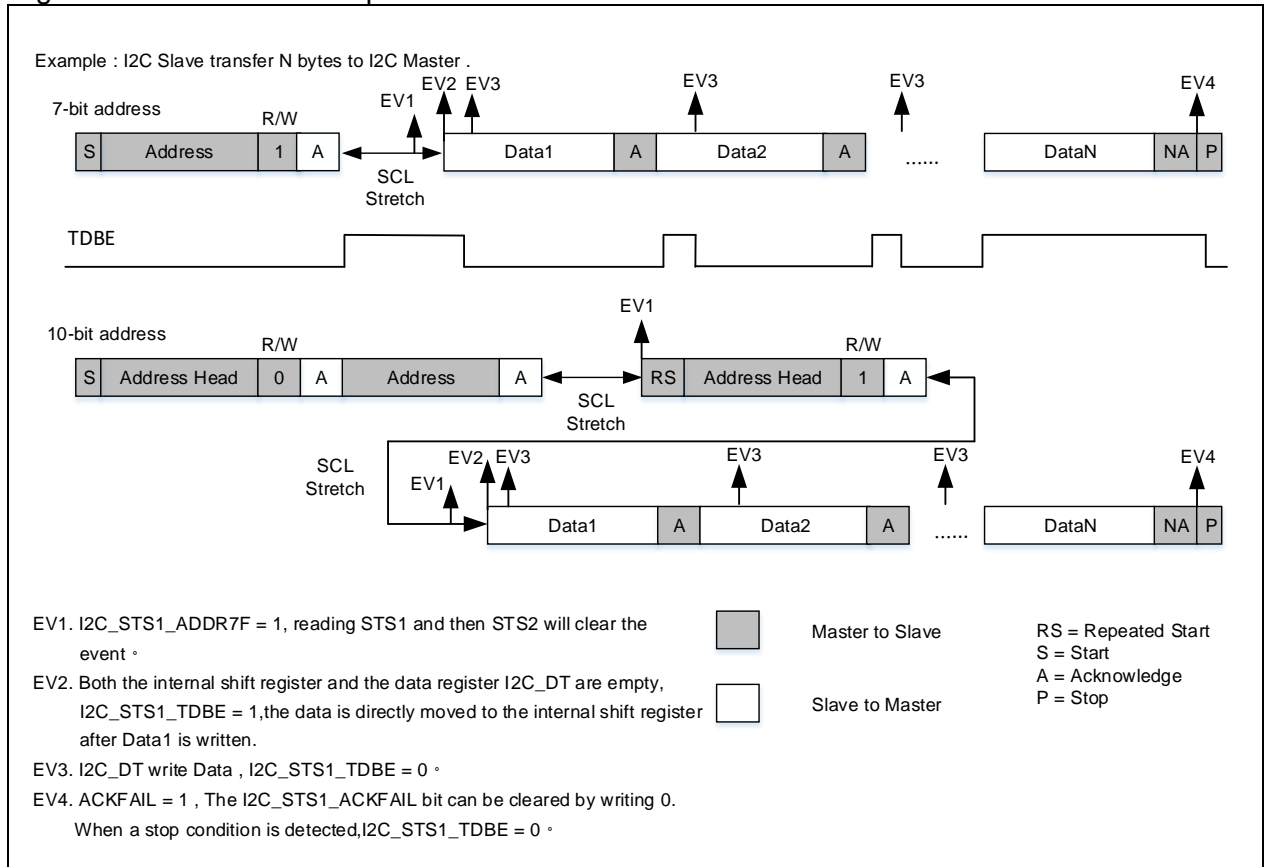 Example : I2C Slave transfer N bytes to I2C Master .
EV2 EV3 EV3 EV3 EV4
EV1
7-bit address
R/W
S Address 1 A Data1 A Data2 A ...... DataN NA P
SCL
Stretch
TDBE
EV1
10-bit address
R/W R/W
S Address Head 0 A Address A RS Address Head 1 A
SCL
Stretch
EV2 EV3 EV3 EV3 EV4
SCL
Stretch
EV1
Data1 A Data2 A ...... DataN NA P
EV1. I2C_STS1_ADDR7F = 1, reading STS1 and then STS2 will clear the
event。
EV2. Both the internal shift register and the data register I2C_DT are empty,
I2C_STS1_TDBE = 1,the data is directly moved to the internal shift register
after Data1 is written.
EV3. I2C_DT write Data , I2C_STS1_TDBE = 0。
EV4. ACKFAIL = 1 , The I2C_STS1_ACKFAIL bit can be cleared by writing 0.
When a stop condition is detected,I2C_STS1_TDBE = 0。
Master to Slave
Slave to Master
RS = Repeated Start
S = Start
A = Acknowledge
P = Stop